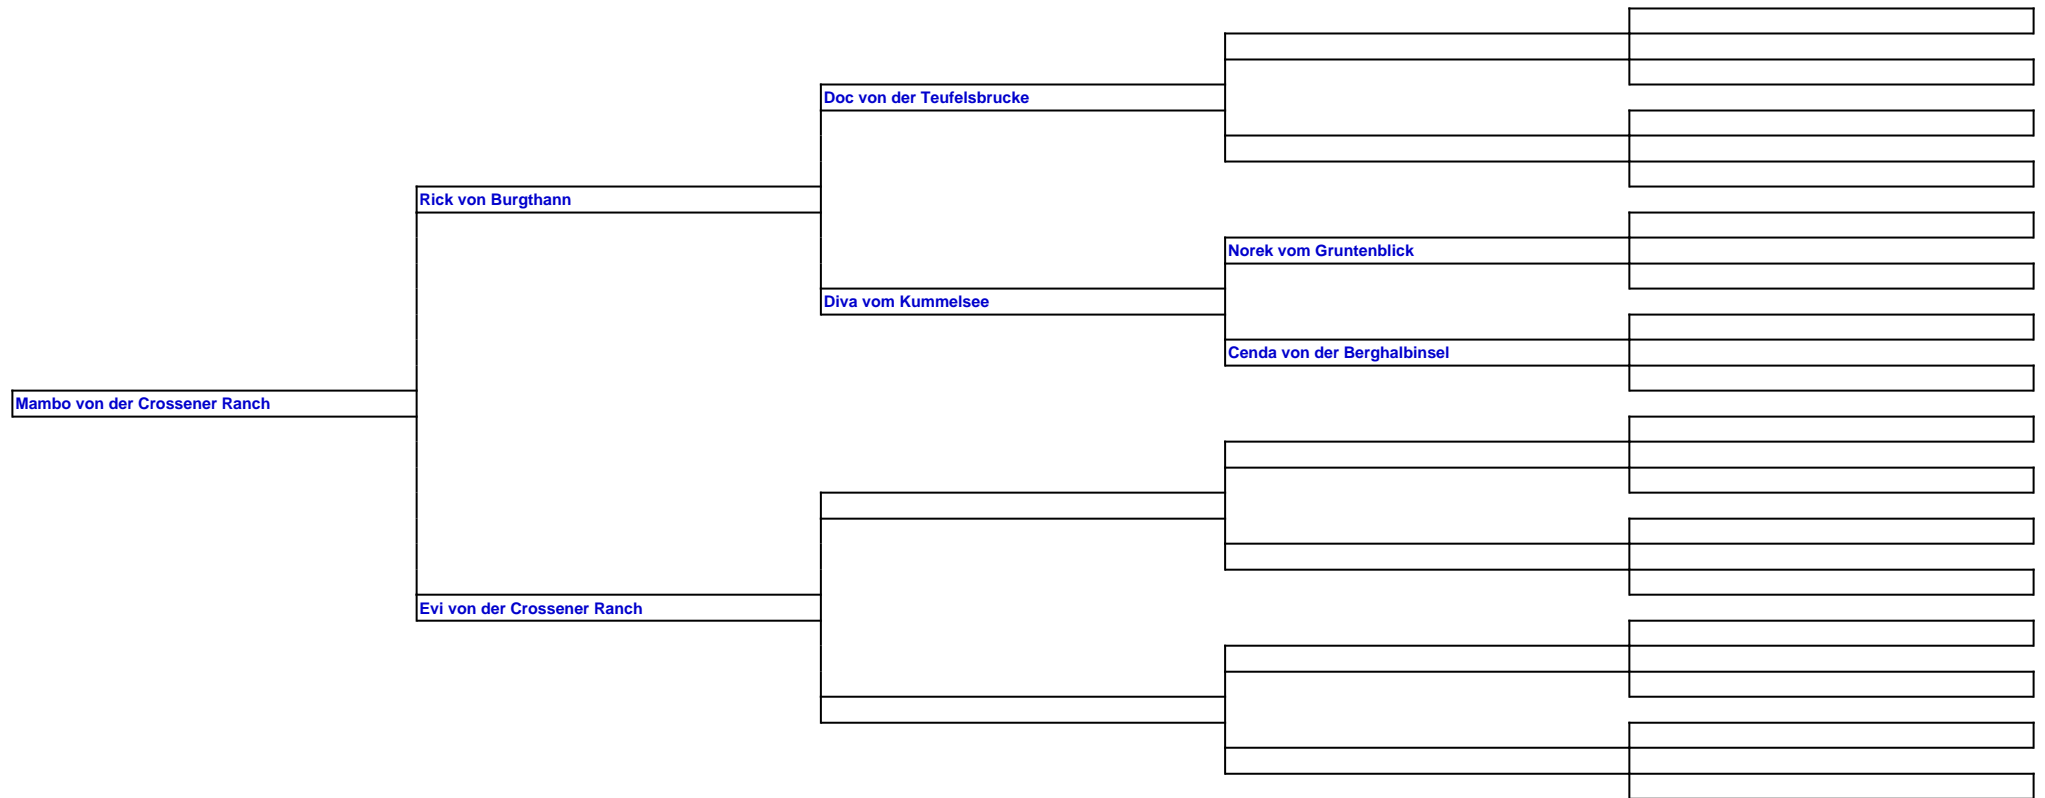 Doc von der Teufelsbrucke
Rick von Burgthann
Norek vom Gruntenblick
Diva vom Kummelsee
Cenda von der Berghalbinsel
Mambo von der Crossener Ranch
Evi von der Crossener Ranch